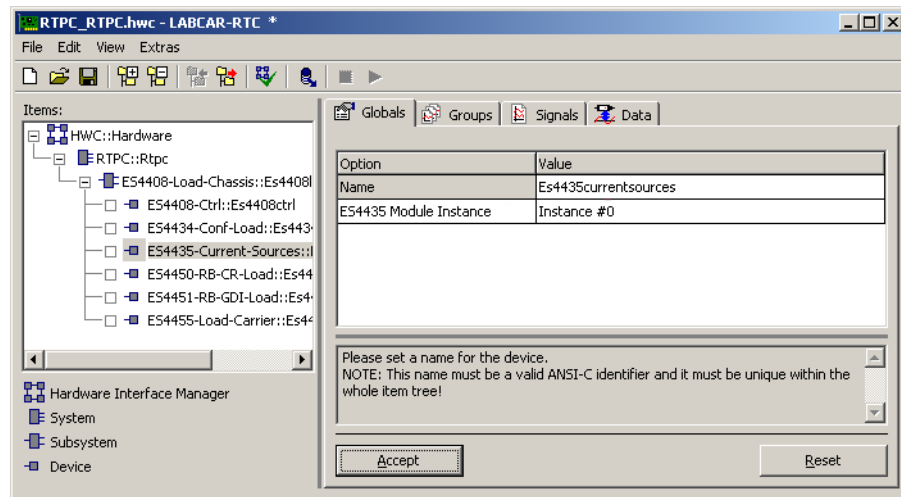 RTPC_RTPC.hwc - LABCAR-RTC *
File Edit View Extras
Items:
HWC::Hardware
RTPC::Rtpc
ES4408-Load-Chassis::Es4408l
ES4408-Ctrl::Es4408ctrl
ES4434-Conf-Load::Es443
ES4435-Current-Sources::
ES4450-RB-CR-Load::Es44
ES4451-RB-GDI-Load::Es4
ES4455-Load-Carrier::Es44
Hardware Interface Manager
System
Subsystem
Device
Globals Groups Signals Data
Option Value
Name Es4435currentsources
ES4435 Module Instance Instance #0
Please set a name for the device.
NOTE: This name must be a valid ANSI-C identifier and it must be unique within the
whole item tree!
Accept Reset